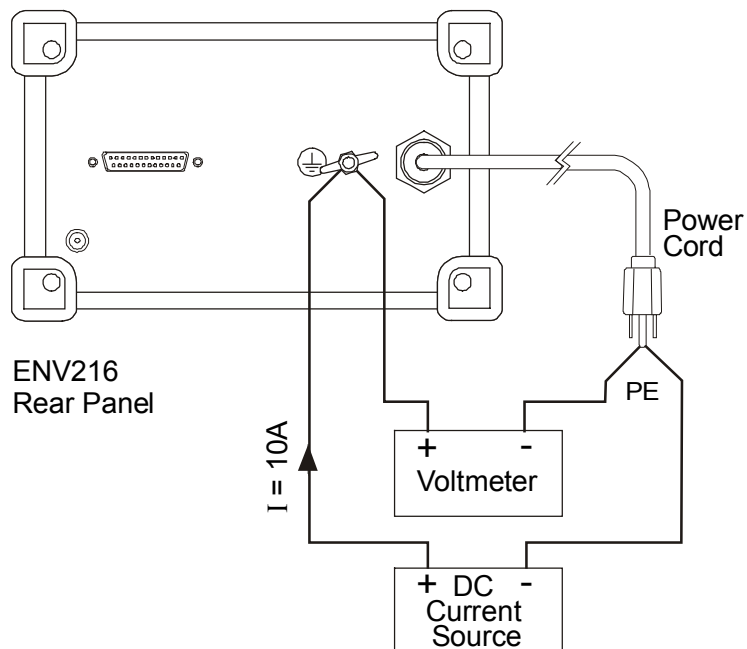 Power
Cord
ENV216
Rear Panel
PE
I = 10A
+ -
Voltmeter
+ DC -
Current
Source